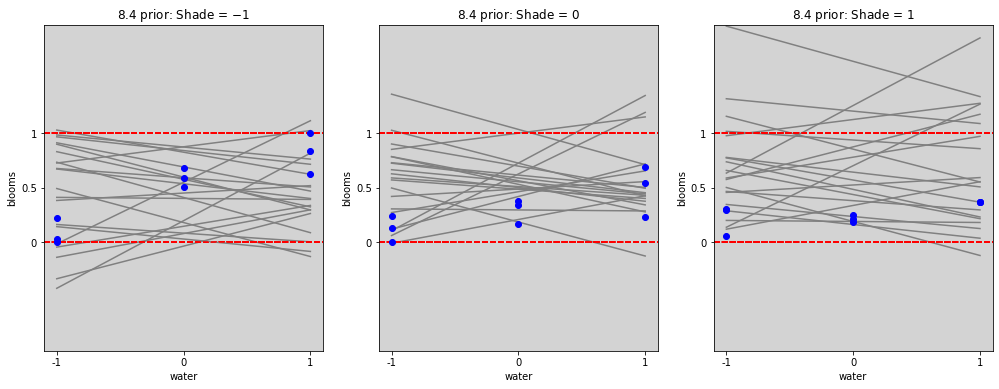 8.4 prior: Shade = −1
8.4 prior: Shade = 0
8.4 prior: Shade = 1
blooms
1
0.5
0
-1
0
1
water
blooms
1
0.5
0
-1
0
1
water
blooms
1
0.5
0
-1
0
1
water